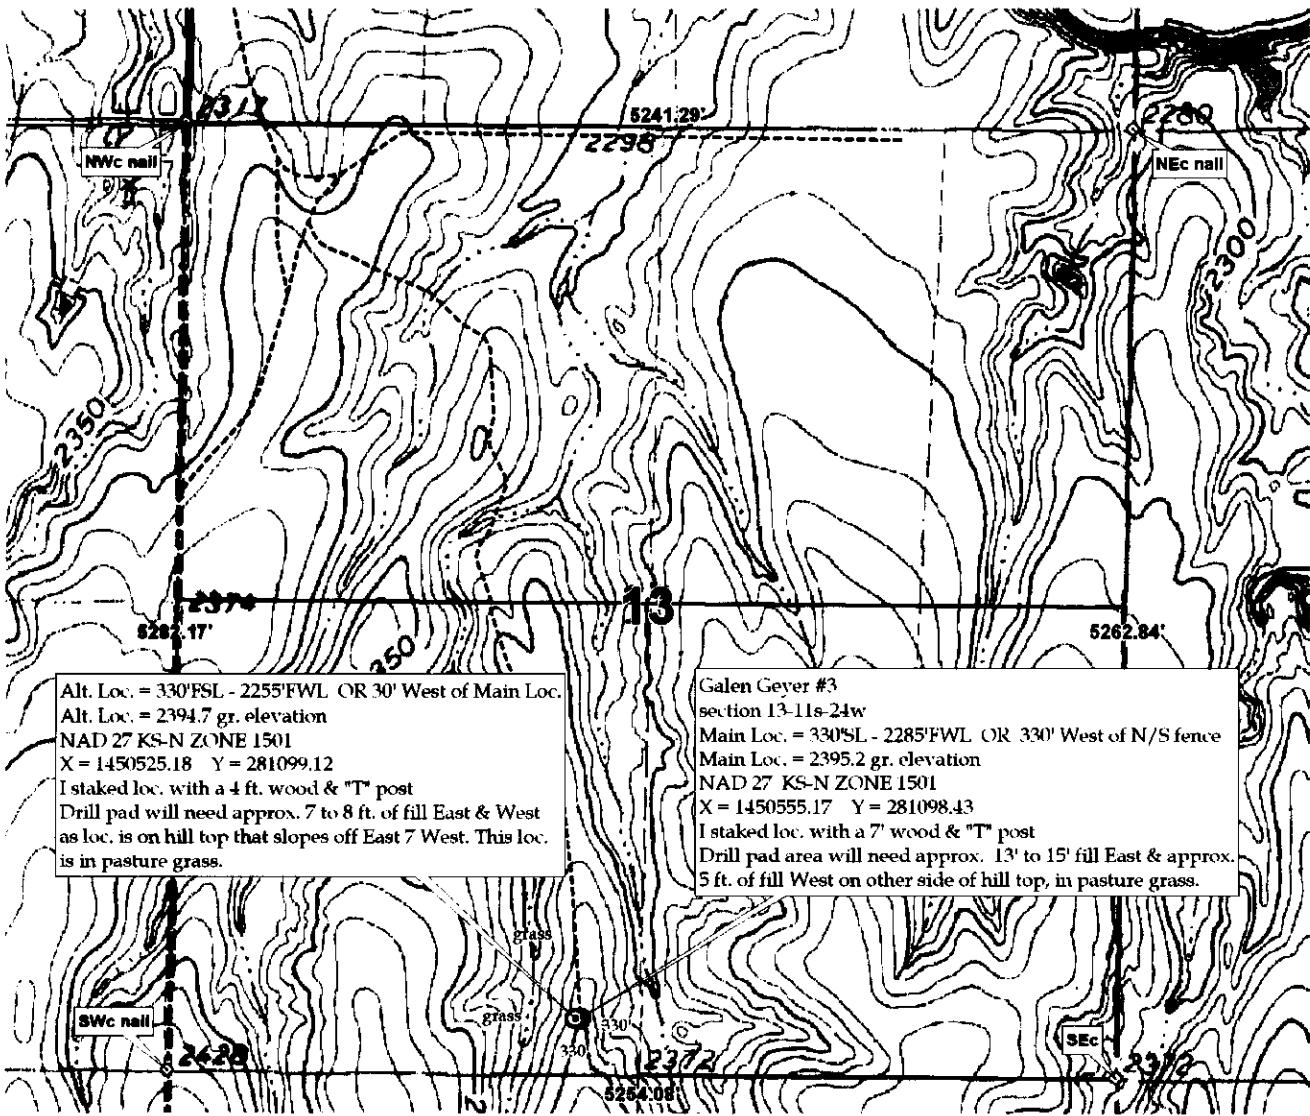 2317
5241.29'
2280
2298
NWc nail
NEc nail
2300
2350
13
2374
5262.84'
350
Alt. Loc. = 330'FSL - 2255'FWL OR 30' West of Main Loc.
Alt. Loc. = 2394.7 gr. elevation
NAD 27 KS-N ZONE 1501
X = 1450525.18 Y = 281099.12
I staked loc. with a 4 ft. wood & "T" post
Drill pad will need approx. 7 to 8 ft. of fill East & West
as loc. is on hill top that slopes off East 7 West. This loc.
is in pasture grass.
Galen Geyer #3
section 13-11s-24w
Main Loc. = 330'SL - 2285'FWL OR 330' West of N/S fence
Main Loc. = 2395.2 gr. elevation
NAD 27 KS-N ZONE 1501
X = 1450555.17 Y = 281098.43
I staked loc. with a 7' wood & "T" post
Drill pad area will need approx. 13' to 15' fill East & approx.
5 ft. of fill West on other side of hill top, in pasture grass.
grass
grass
330'
330'
SWc nail
SEc
2428
2372
2372
5254.08'